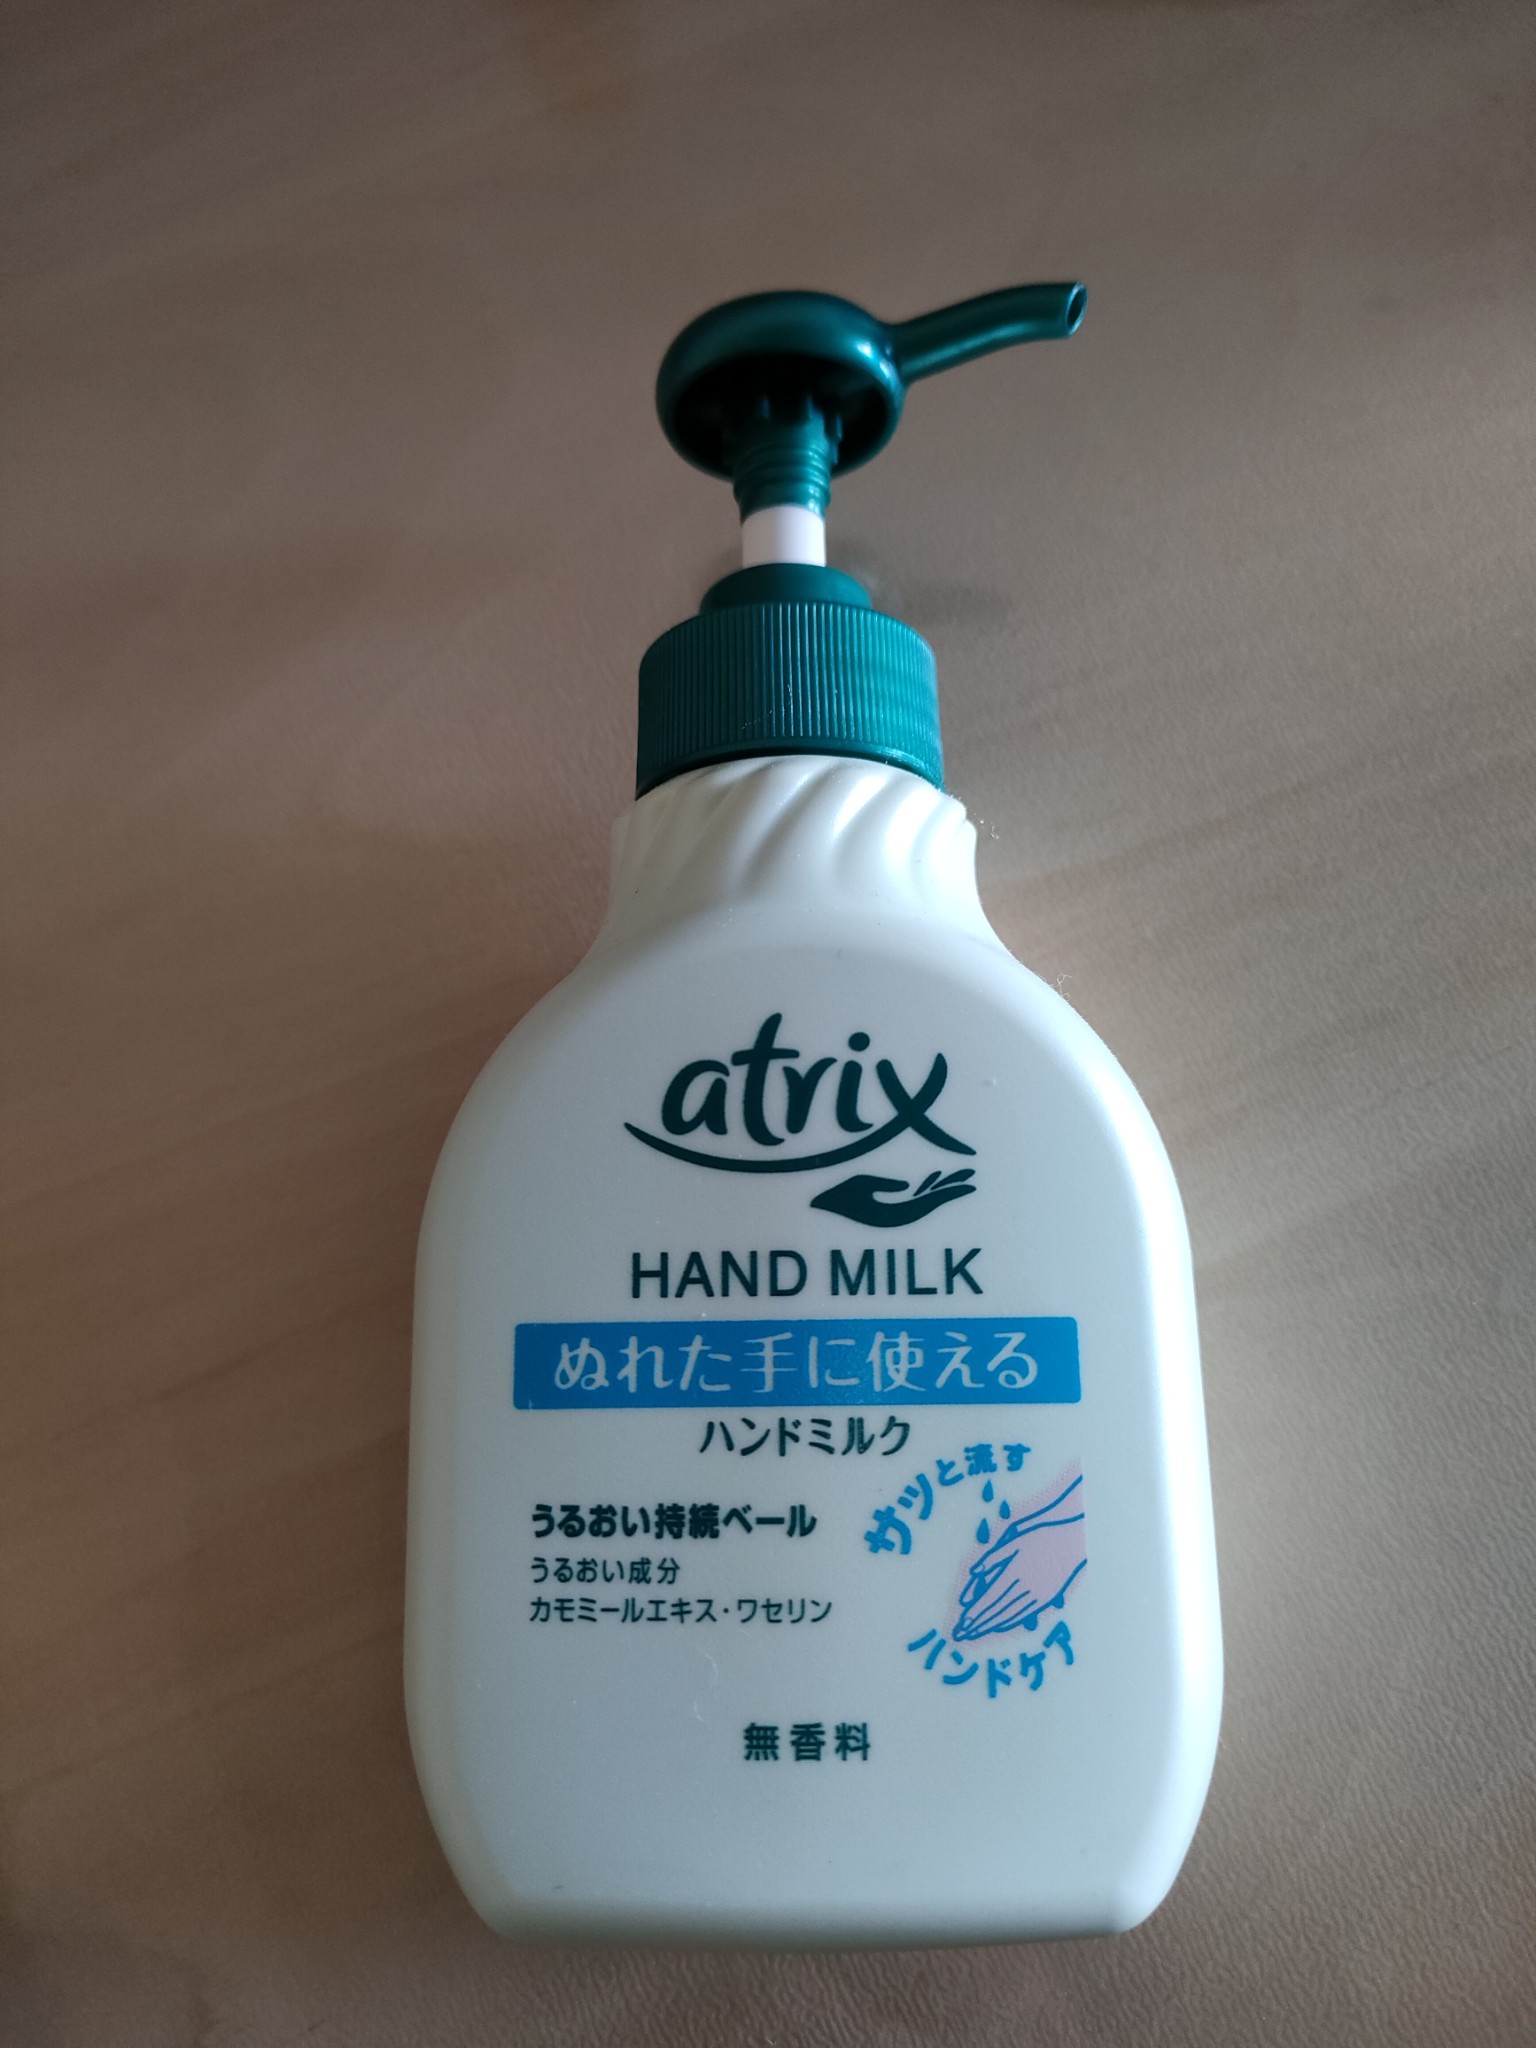 atrix
HAND MILK
ぬれた手に使える
ハンドミルク
サッと流す
ハンドケア
うるおい持続ベール
うるおい成分
カモミールエキス・ワセリン
無香料